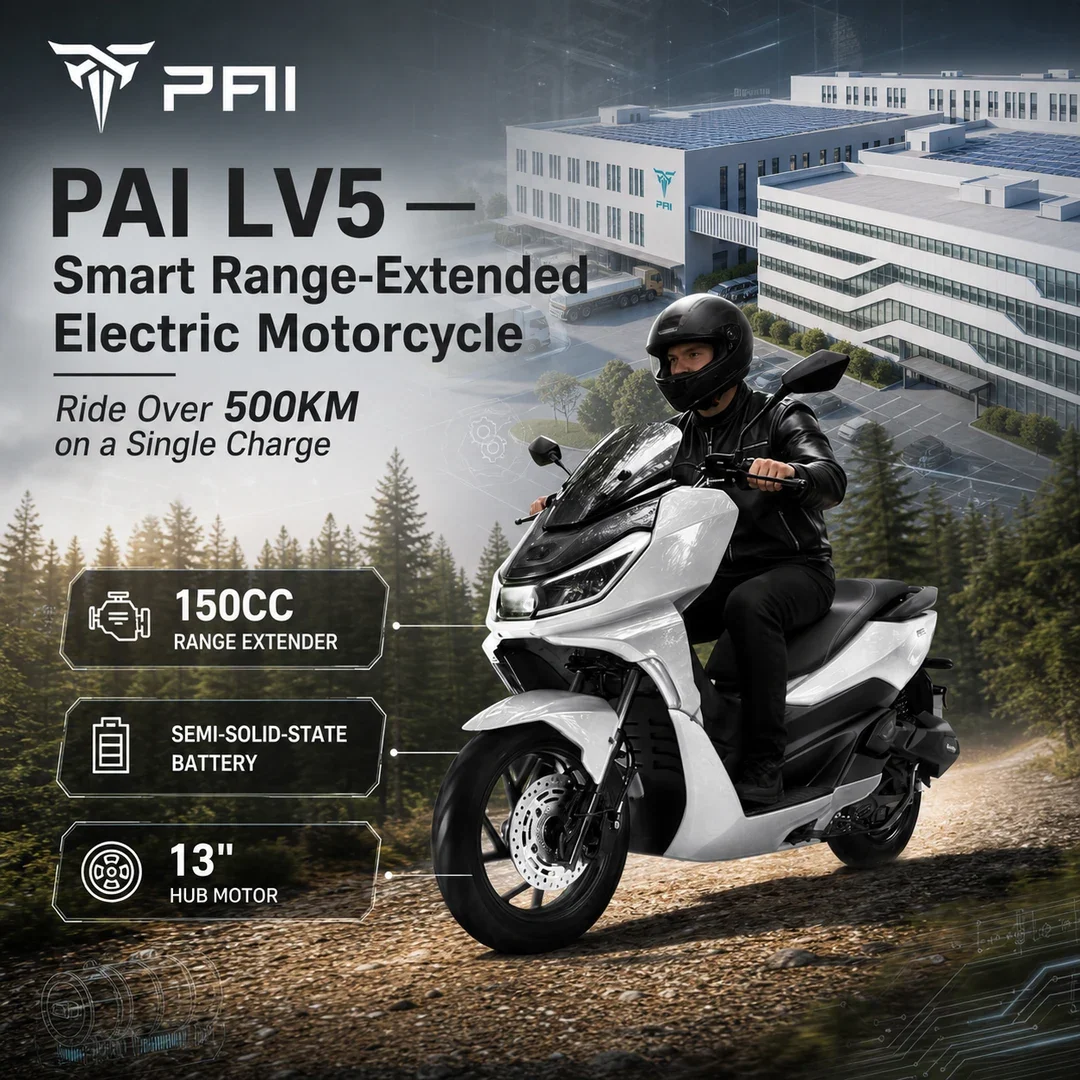 PAI
PAI LV5 —
Smart Range-Extended
Electric Motorcycle
Ride Over 500KM
on a Single Charge
150CC
RANGE EXTENDER
SEMI-SOLID-STATE
BATTERY
13"
HUB MOTOR
PAI